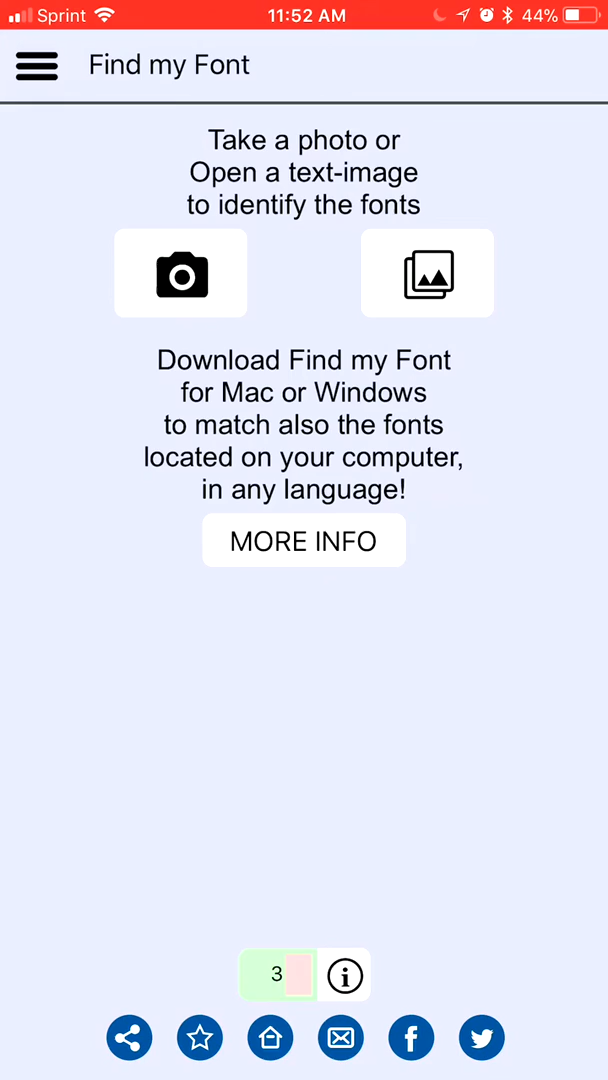 Sprint 11:52 AM 44%
Find my Font
Take a photo or
Open a text-image
to identify the fonts
Download Find my Font
for Mac or Windows
to match also the fonts
located on your computer,
in any language!
MORE INFO
3